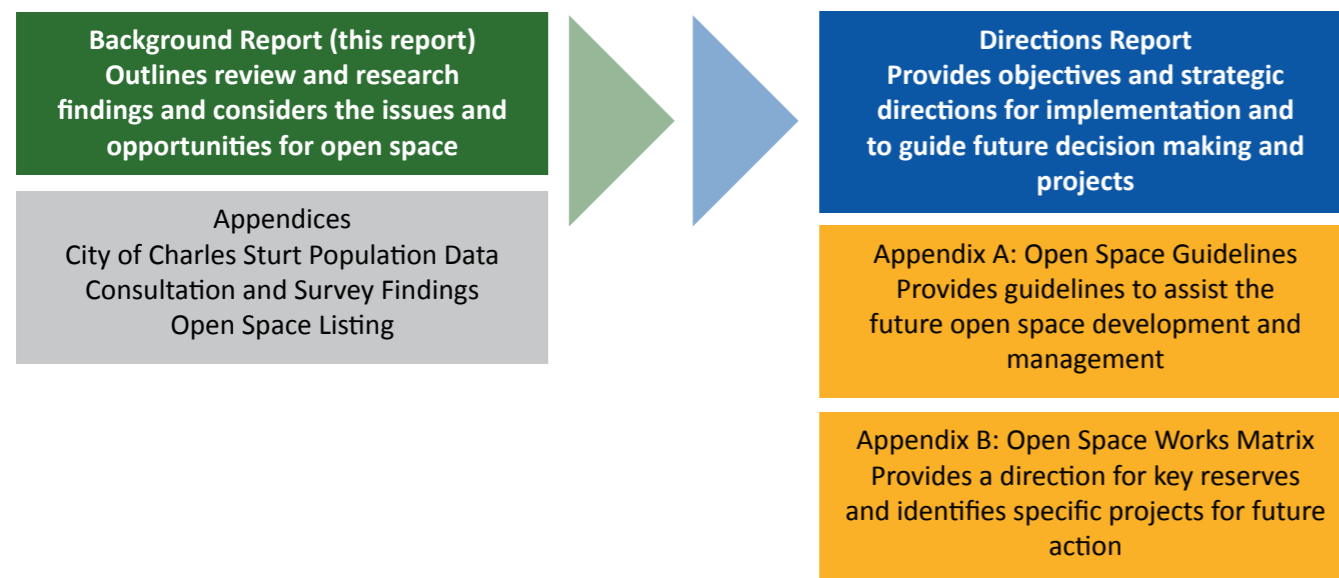 Background Report (this report)
Outlines review and research
findings and considers the issues and
opportunities for open space
Appendices
City of Charles Sturt Population Data
Consultation and Survey Findings
Open Space Listing
Directions Report
Provides objectives and strategic
directions for implementation and
to guide future decision making and
projects
Appendix A: Open Space Guidelines
Provides guidelines to assist the
future open space development and
management
Appendix B: Open Space Works Matrix
Provides a direction for key reserves
and identifies specific projects for future
action